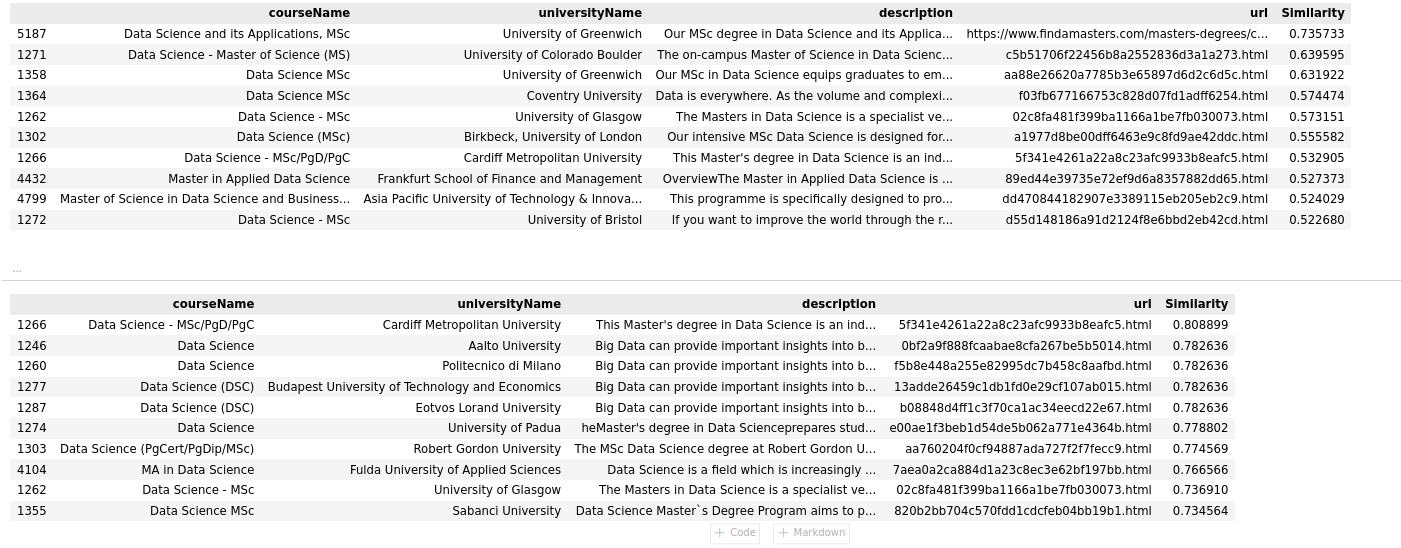 courseName universityName description url Similarity
5187 Data Science and its Applications, MSc University of Greenwich Our MSc degree in Data Science and its Applica... https://www.findamasters.com/masters-degrees/c... 0.735733
1271 Data Science - Master of Science (MS) University of Colorado Boulder The on-campus Master of Science in Data Scienc... c5b51706f22456b8a2552836d3a1a273.html 0.639595
1358 Data Science MSc University of Greenwich Our MSc in Data Science equips graduates to em... aa88e26620a7785b3e65897d6d2c6d5c.html 0.631922
1364 Data Science MSc Coventry University Data is everywhere. As the volume and complexi... f03fb677166753c828d07fd1adff6254.html 0.574474
1262 Data Science - MSc University of Glasgow The Masters in Data Science is a specialist ve... 02c8fa481f399ba1166a1be7fb030073.html 0.573151
1302 Data Science (MSc) Birkbeck, University of London Our intensive MSc Data Science is designed for... a1977d8be00dff6463e9c8fd9ae42ddc.html 0.555582
1266 Data Science - MSc/PgD/PgC Cardiff Metropolitan University This Master's degree in Data Science is an ind... 5f341e4261a22a8c23afc9933b8eafc5.html 0.532905
4432 Master in Applied Data Science Frankfurt School of Finance and Management OverviewThe Master in Applied Data Science is ... 89ed44e39735e72ef9d6a8357882dd65.html 0.527373
4799 Master of Science in Data Science and Business... Asia Pacific University of Technology & Innova... This programme is specifically designed to pro... dd470844182907e3389115eb205eb2c9.html 0.524029
1272 Data Science - MSc University of Bristol If you want to improve the world through the r... d55d148186a91d2124f8e6bbd2eb42cd.html 0.522680
...
courseName universityName description url Similarity
1266 Data Science - MSc/PgD/PgC Cardiff Metropolitan University This Master's degree in Data Science is an ind... 5f341e4261a22a8c23afc9933b8eafc5.html 0.808899
1246 Data Science Aalto University Big Data can provide important insights into b... 0bf2a9f888fcaabae8cfa267be5b5014.html 0.782636
1260 Data Science Politecnico di Milano Big Data can provide important insights into b... f5b8e448a255e82995dc7b458c8aafbd.html 0.782636
1277 Data Science (DSC) Budapest University of Technology and Economics Big Data can provide important insights into b... 13adde26459c1db1fd0e29cf107ab015.html 0.782636
1287 Data Science (DSC) Eotvos Lorand University Big Data can provide important insights into b... b08848d4ff1c3f70ca1ac34eecd22e67.html 0.782636
1274 Data Science University of Padua heMaster's degree in Data Scienceprepares stud... e00ae1f3beb1d54de5b062a771e4364b.html 0.778802
1303 Data Science (PgCert/PgDip/MSc) Robert Gordon University The MSc Data Science degree at Robert Gordon U... aa760204f0cf94887ada727f2f7fecc9.html 0.774569
4104 MA in Data Science Fulda University of Applied Sciences Data Science is a field which is increasingly ... 7aea0a2ca884d1a23c8ec3e62bf197bb.html 0.766566
1262 Data Science - MSc University of Glasgow The Masters in Data Science is a specialist ve... 02c8fa481f399ba1166a1be7fb030073.html 0.736910
1355 Data Science MSc Sabanci University Data Science Master`s Degree Program aims to p... 820b2bb704c570fdd1cdcfeb04bb19b1.html 0.734564
+ Code + Markdown